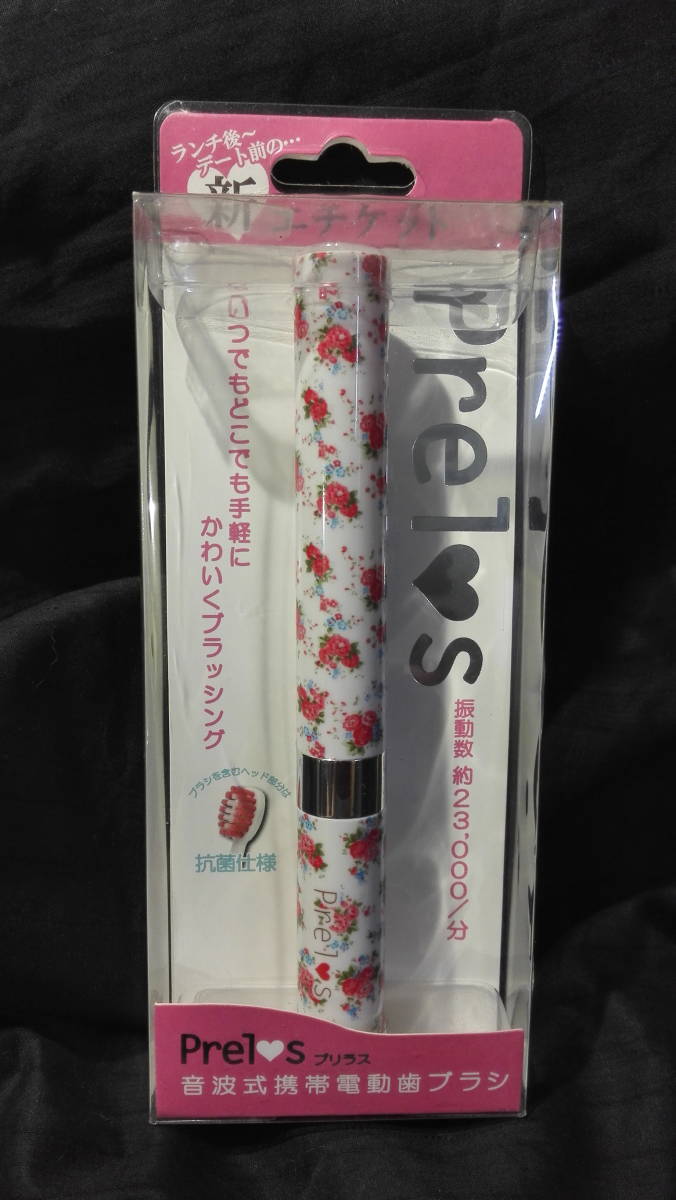 ランチ後~
デート前の…
新エチケット
いつでもどこでも手軽に
かわいくブラッシング
Prel♥s
振動数 約23,000/分
ブラシを含むヘッド部分は
抗菌仕様
Prel♥s
Prel♥s プリラス
音波式携帯電動歯ブラシ